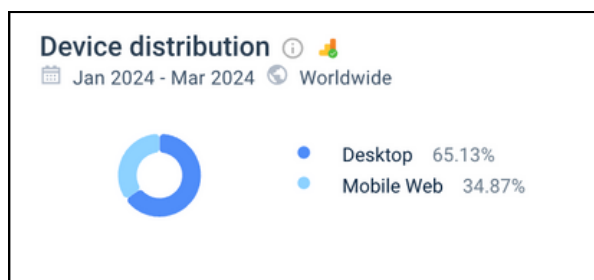 Device distribution
Jan 2024 - Mar 2024 Worldwide
Desktop 65.13%
Mobile Web 34.87%